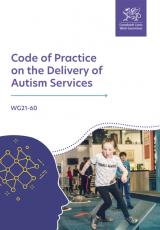 Llywodraeth Cymru
Welsh Government
Code of Practice
on the Delivery of
Autism Services
WG21-60